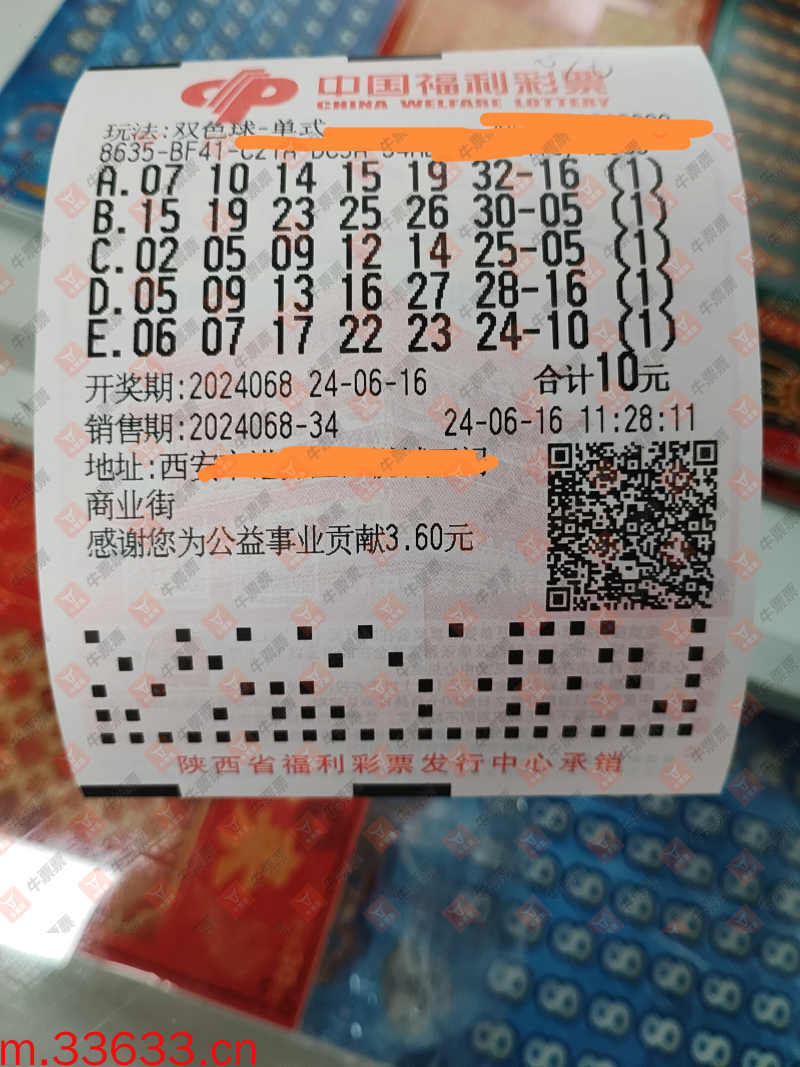 中国福利彩票
CHINA WELFARE LOTTERY
玩法:双色球-单式
8635-BF41-C21A
A.07 10 14 15 19 32-16 (1)
B.15 19 23 25 26 30-05 (1)
C.02 05 09 12 14 25-05 (1)
D.05 09 13 16 27 28-16 (1)
E.06 07 17 22 23 24-10 (1)
开奖期:2024068 24-06-16 合计10元
销售期:2024068-34 24-06-16 11:28:11
地址:西安
商业街
感谢您为公益事业贡献3.60元
陕西省福利彩票发行中心承销
牛票票
m.33633.cn